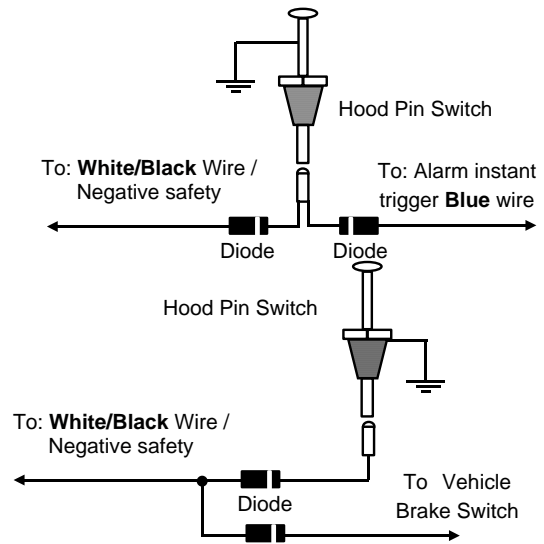 Hood Pin Switch
To: White/Black Wire /
Negative safety
To: Alarm instant
trigger Blue wire
Diode
Diode
Hood Pin Switch
To: White/Black Wire /
Negative safety
Diode
To Vehicle
Brake Switch